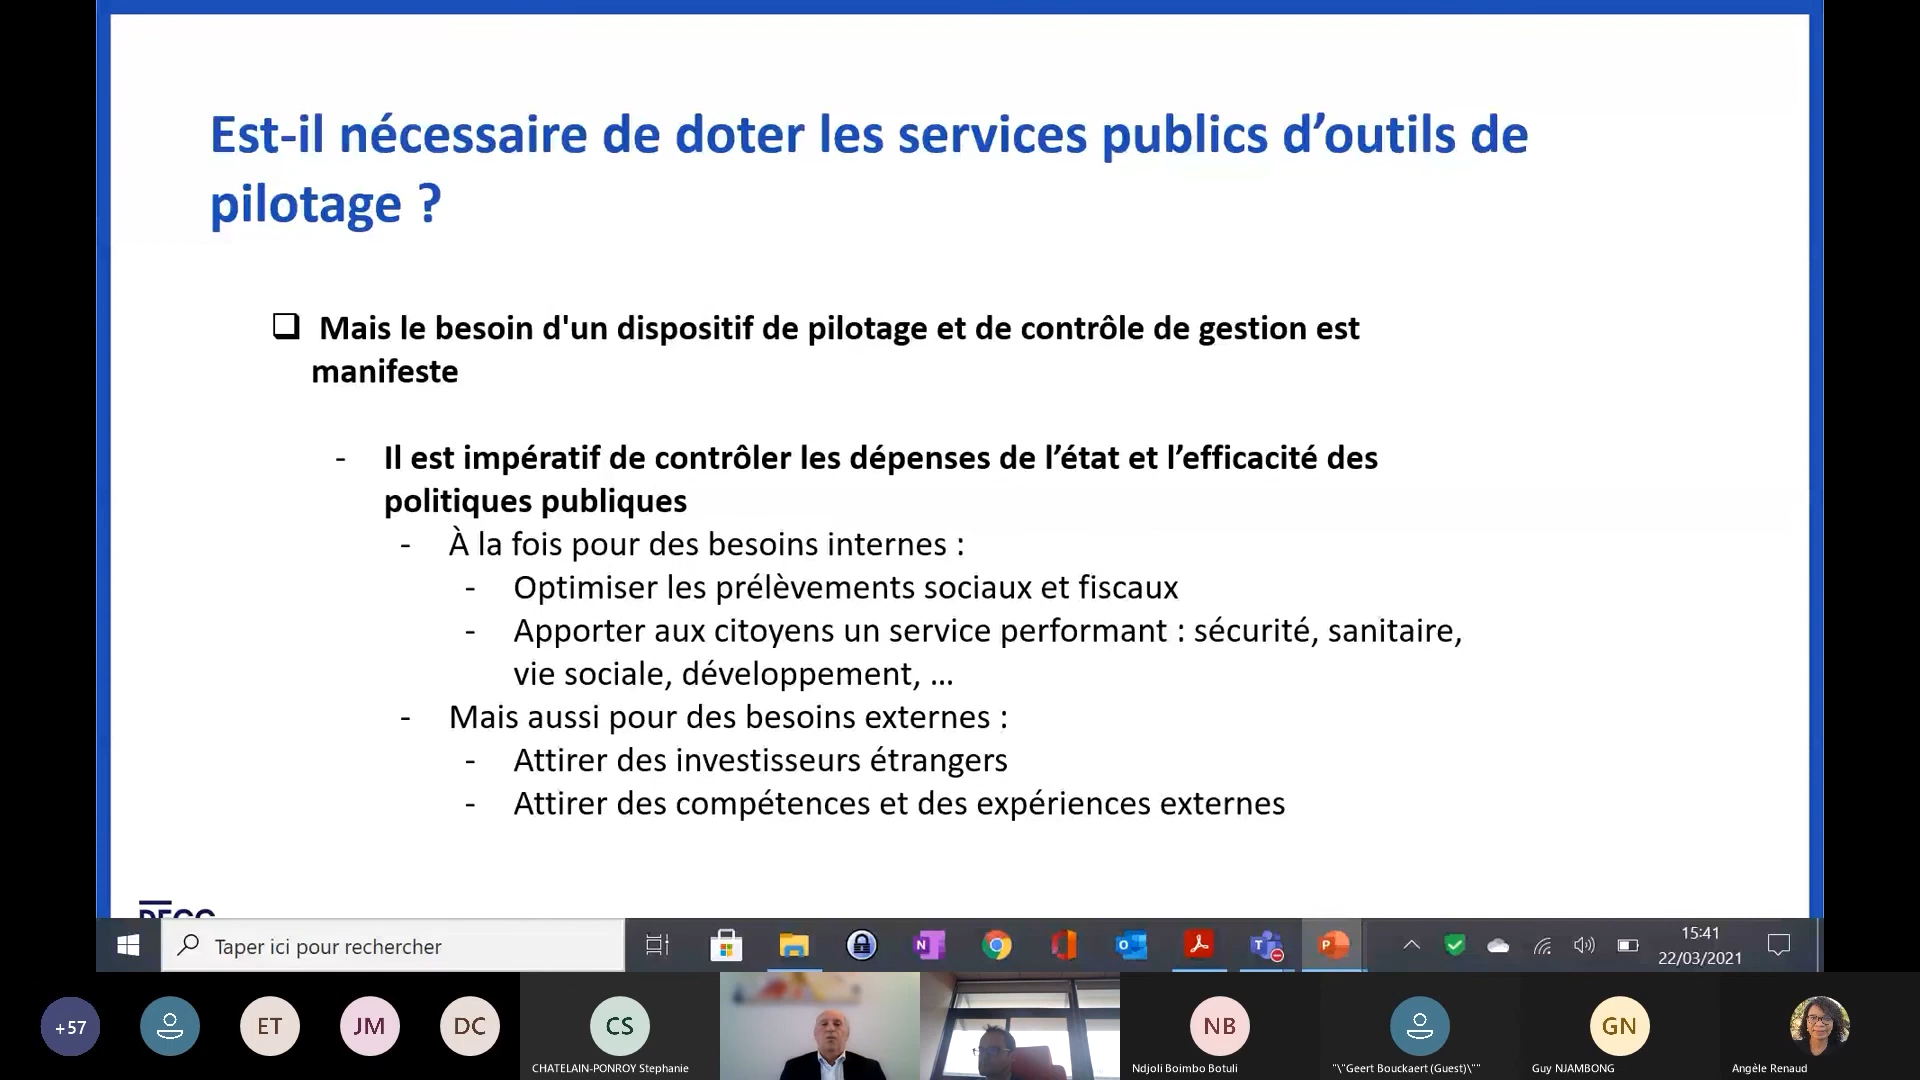 Est-il nécessaire de doter les services publics d’outils de
pilotage ?
Mais le besoin d'un dispositif de pilotage et de contrôle de gestion est
manifeste
- Il est impératif de contrôler les dépenses de l’état et l’efficacité des
politiques publiques
- À la fois pour des besoins internes :
- Optimiser les prélèvements sociaux et fiscaux
- Apporter aux citoyens un service performant : sécurité, sanitaire,
vie sociale, développement, …
- Mais aussi pour des besoins externes :
- Attirer des investisseurs étrangers
- Attirer des compétences et des expériences externes
Taper ici pour rechercher
15:41
22/03/2021
+57
ET
JM
DC
CS
CHATELAIN-PONROY Stephanie
NB
Ndjoli Boimbo Botuli
"\"Geert Bouckaert (Guest)\""
GN
Guy NJAMBONG
Angèle Renaud